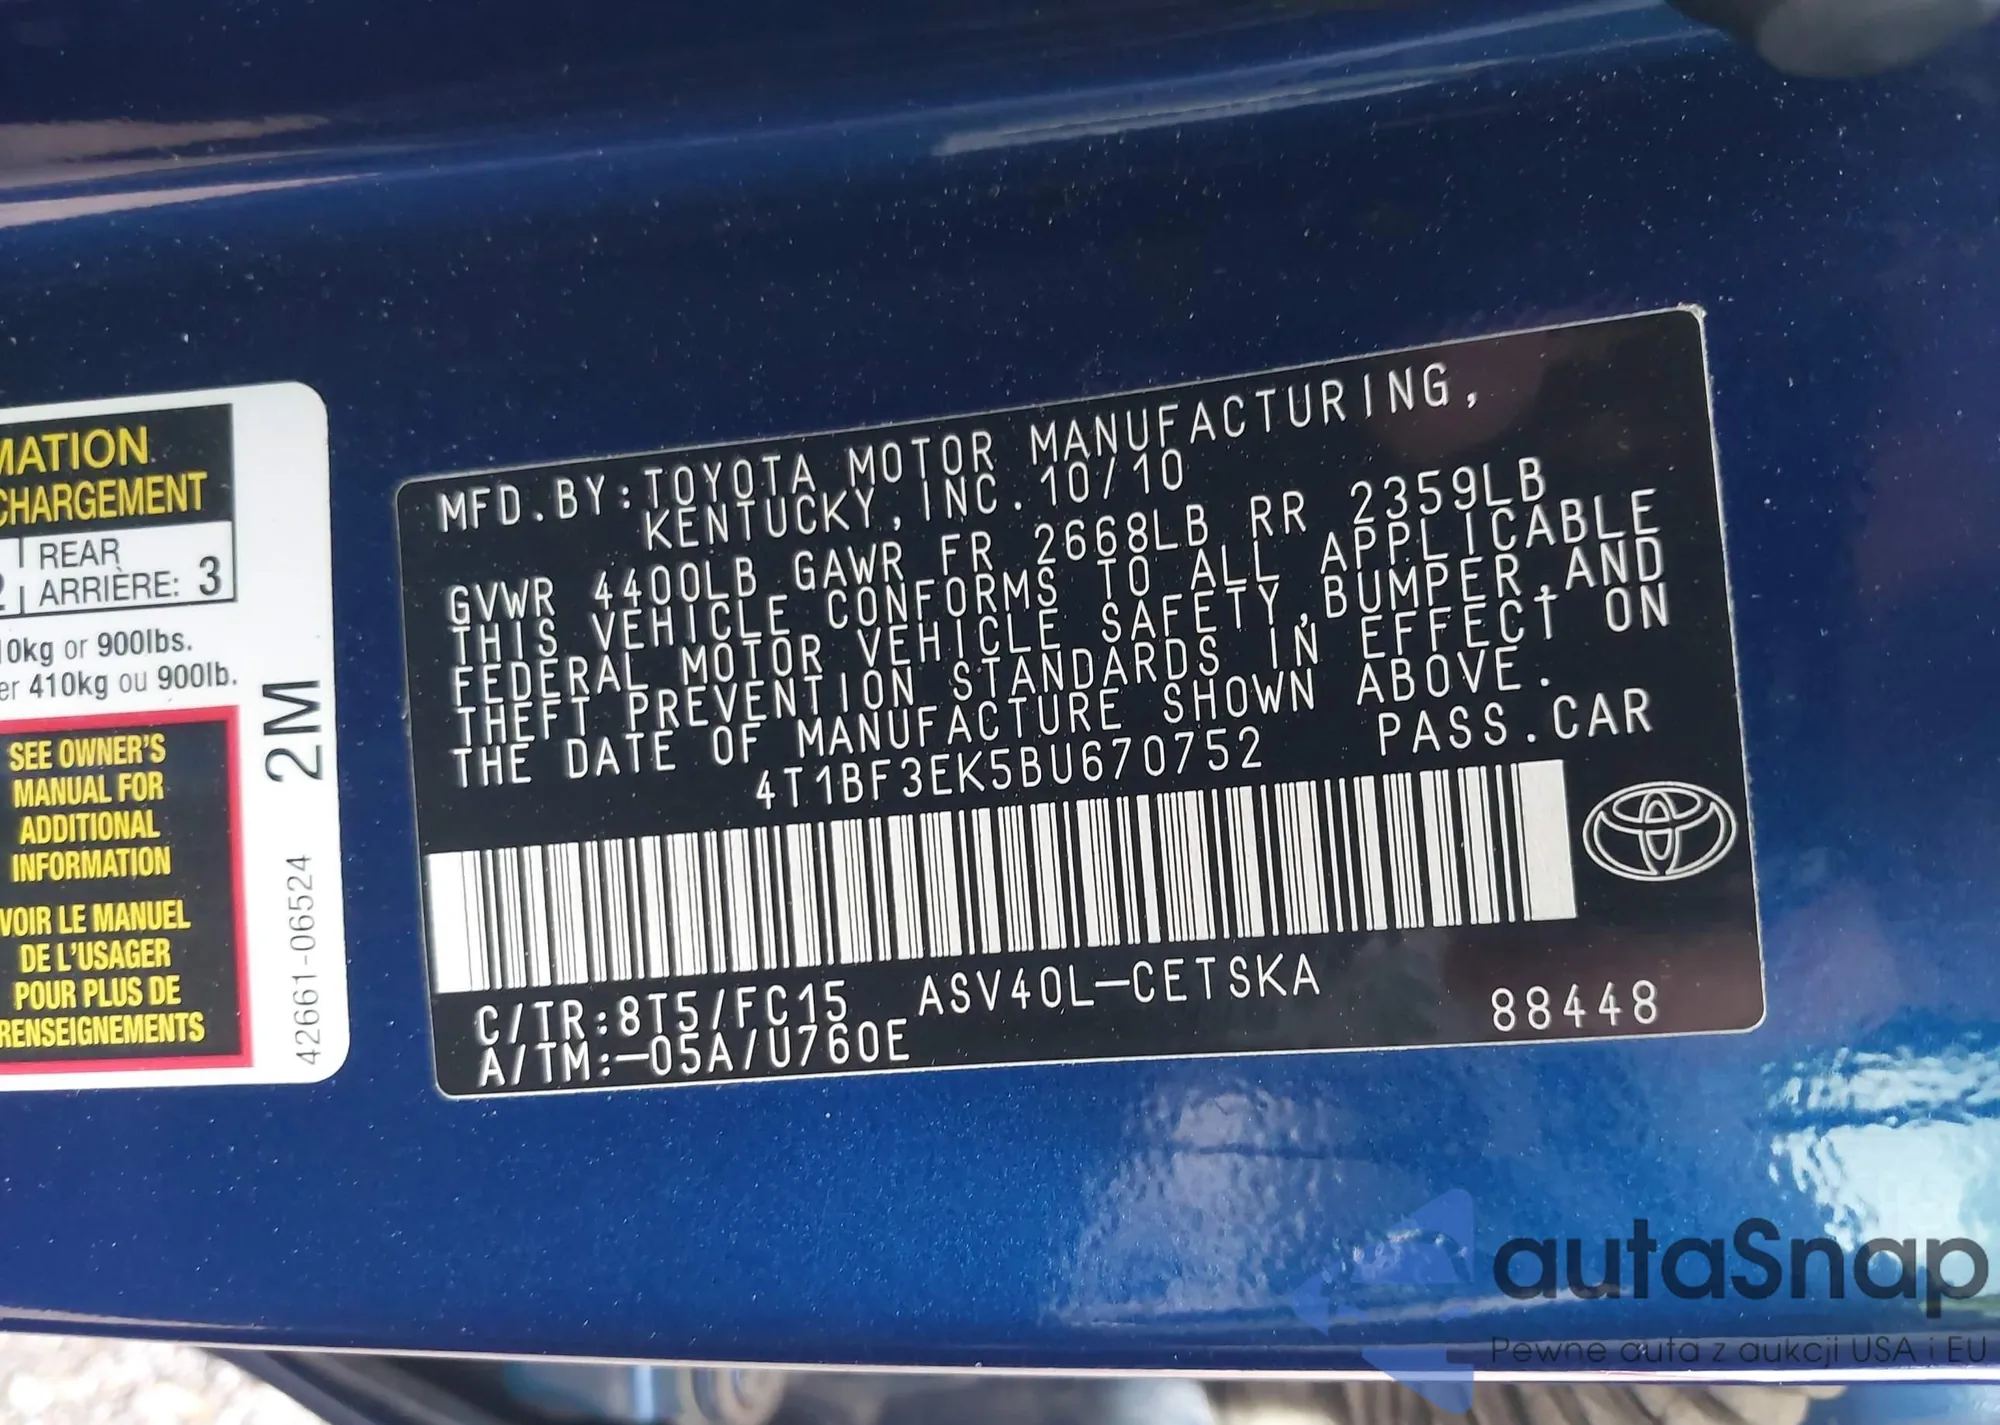 MATION
CHARGEMENT
REAR
ARRIÈRE: 3
10kg or 900lbs.
er 410kg ou 900lb.
SEE OWNER'S
MANUAL FOR
ADDITIONAL
INFORMATION
VOIR LE MANUEL
DE L'USAGER
POUR PLUS DE
RENSEIGNEMENTS
2M
42661-06524
MFD.BY:TOYOTA MOTOR MANUFACTURING,
KENTUCKY,INC.10/10
GVWR 4400LB GAWR FR 2668LB RR 2359LB
THIS VEHICLE CONFORMS TO ALL APPLICABLE
FEDERAL MOTOR VEHICLE SAFETY,BUMPER,AND
THEFT PREVENTION STANDARDS IN EFFECT ON
THE DATE OF MANUFACTURE SHOWN ABOVE.
4T1BF3EK5BU670752 PASS.CAR
C/TR:8T5/FC15 ASV40L-CETSKA
A/TM:-05A/U760E 88448
autaSnap
Pewne auta z aukcji USA i EU